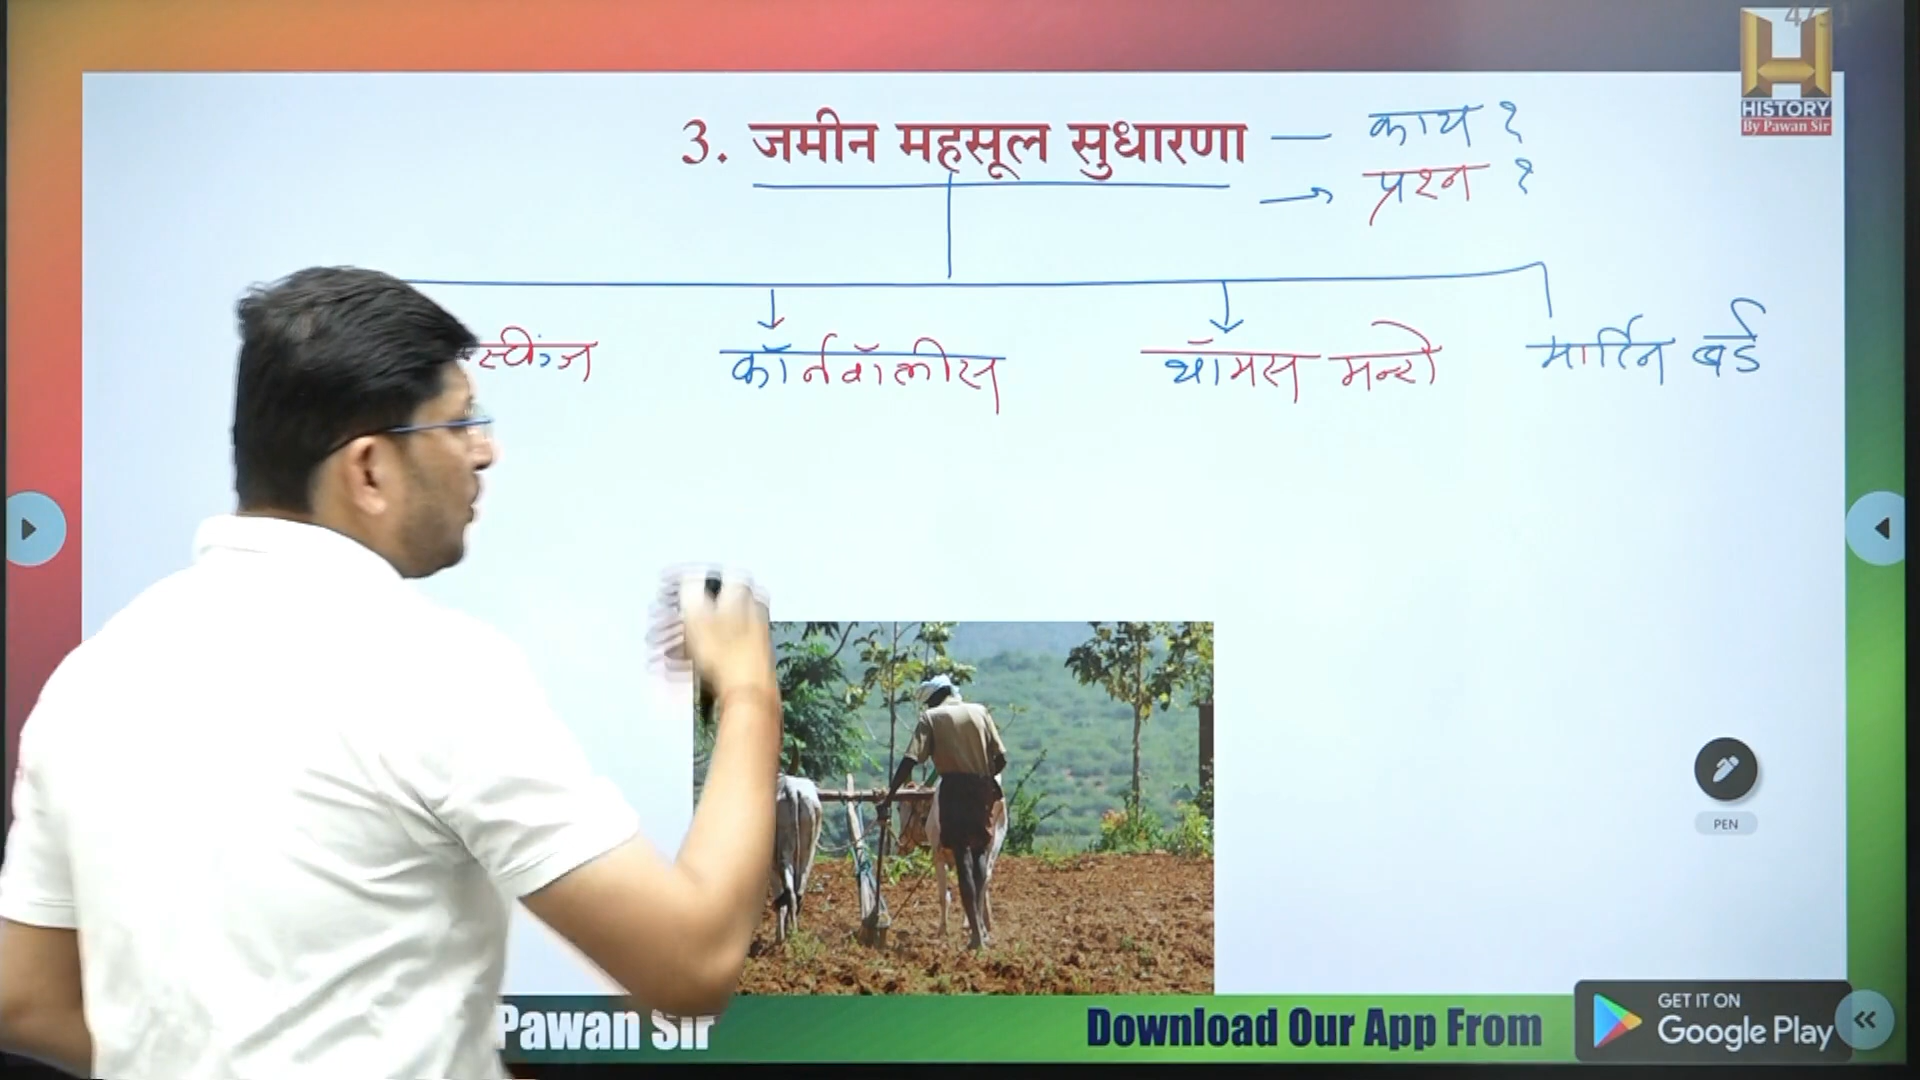 HISTORY
By Pawan Sir
3. जमीन महसूल सुधारणा — काय ?
→ प्रश्न ?
स्टिंग्ज कॉर्नवॉलीस थॉमस मन्रो मार्टिन बर्ड
PEN
Pawan Sir
Download Our App From
GET IT ON
Google Play